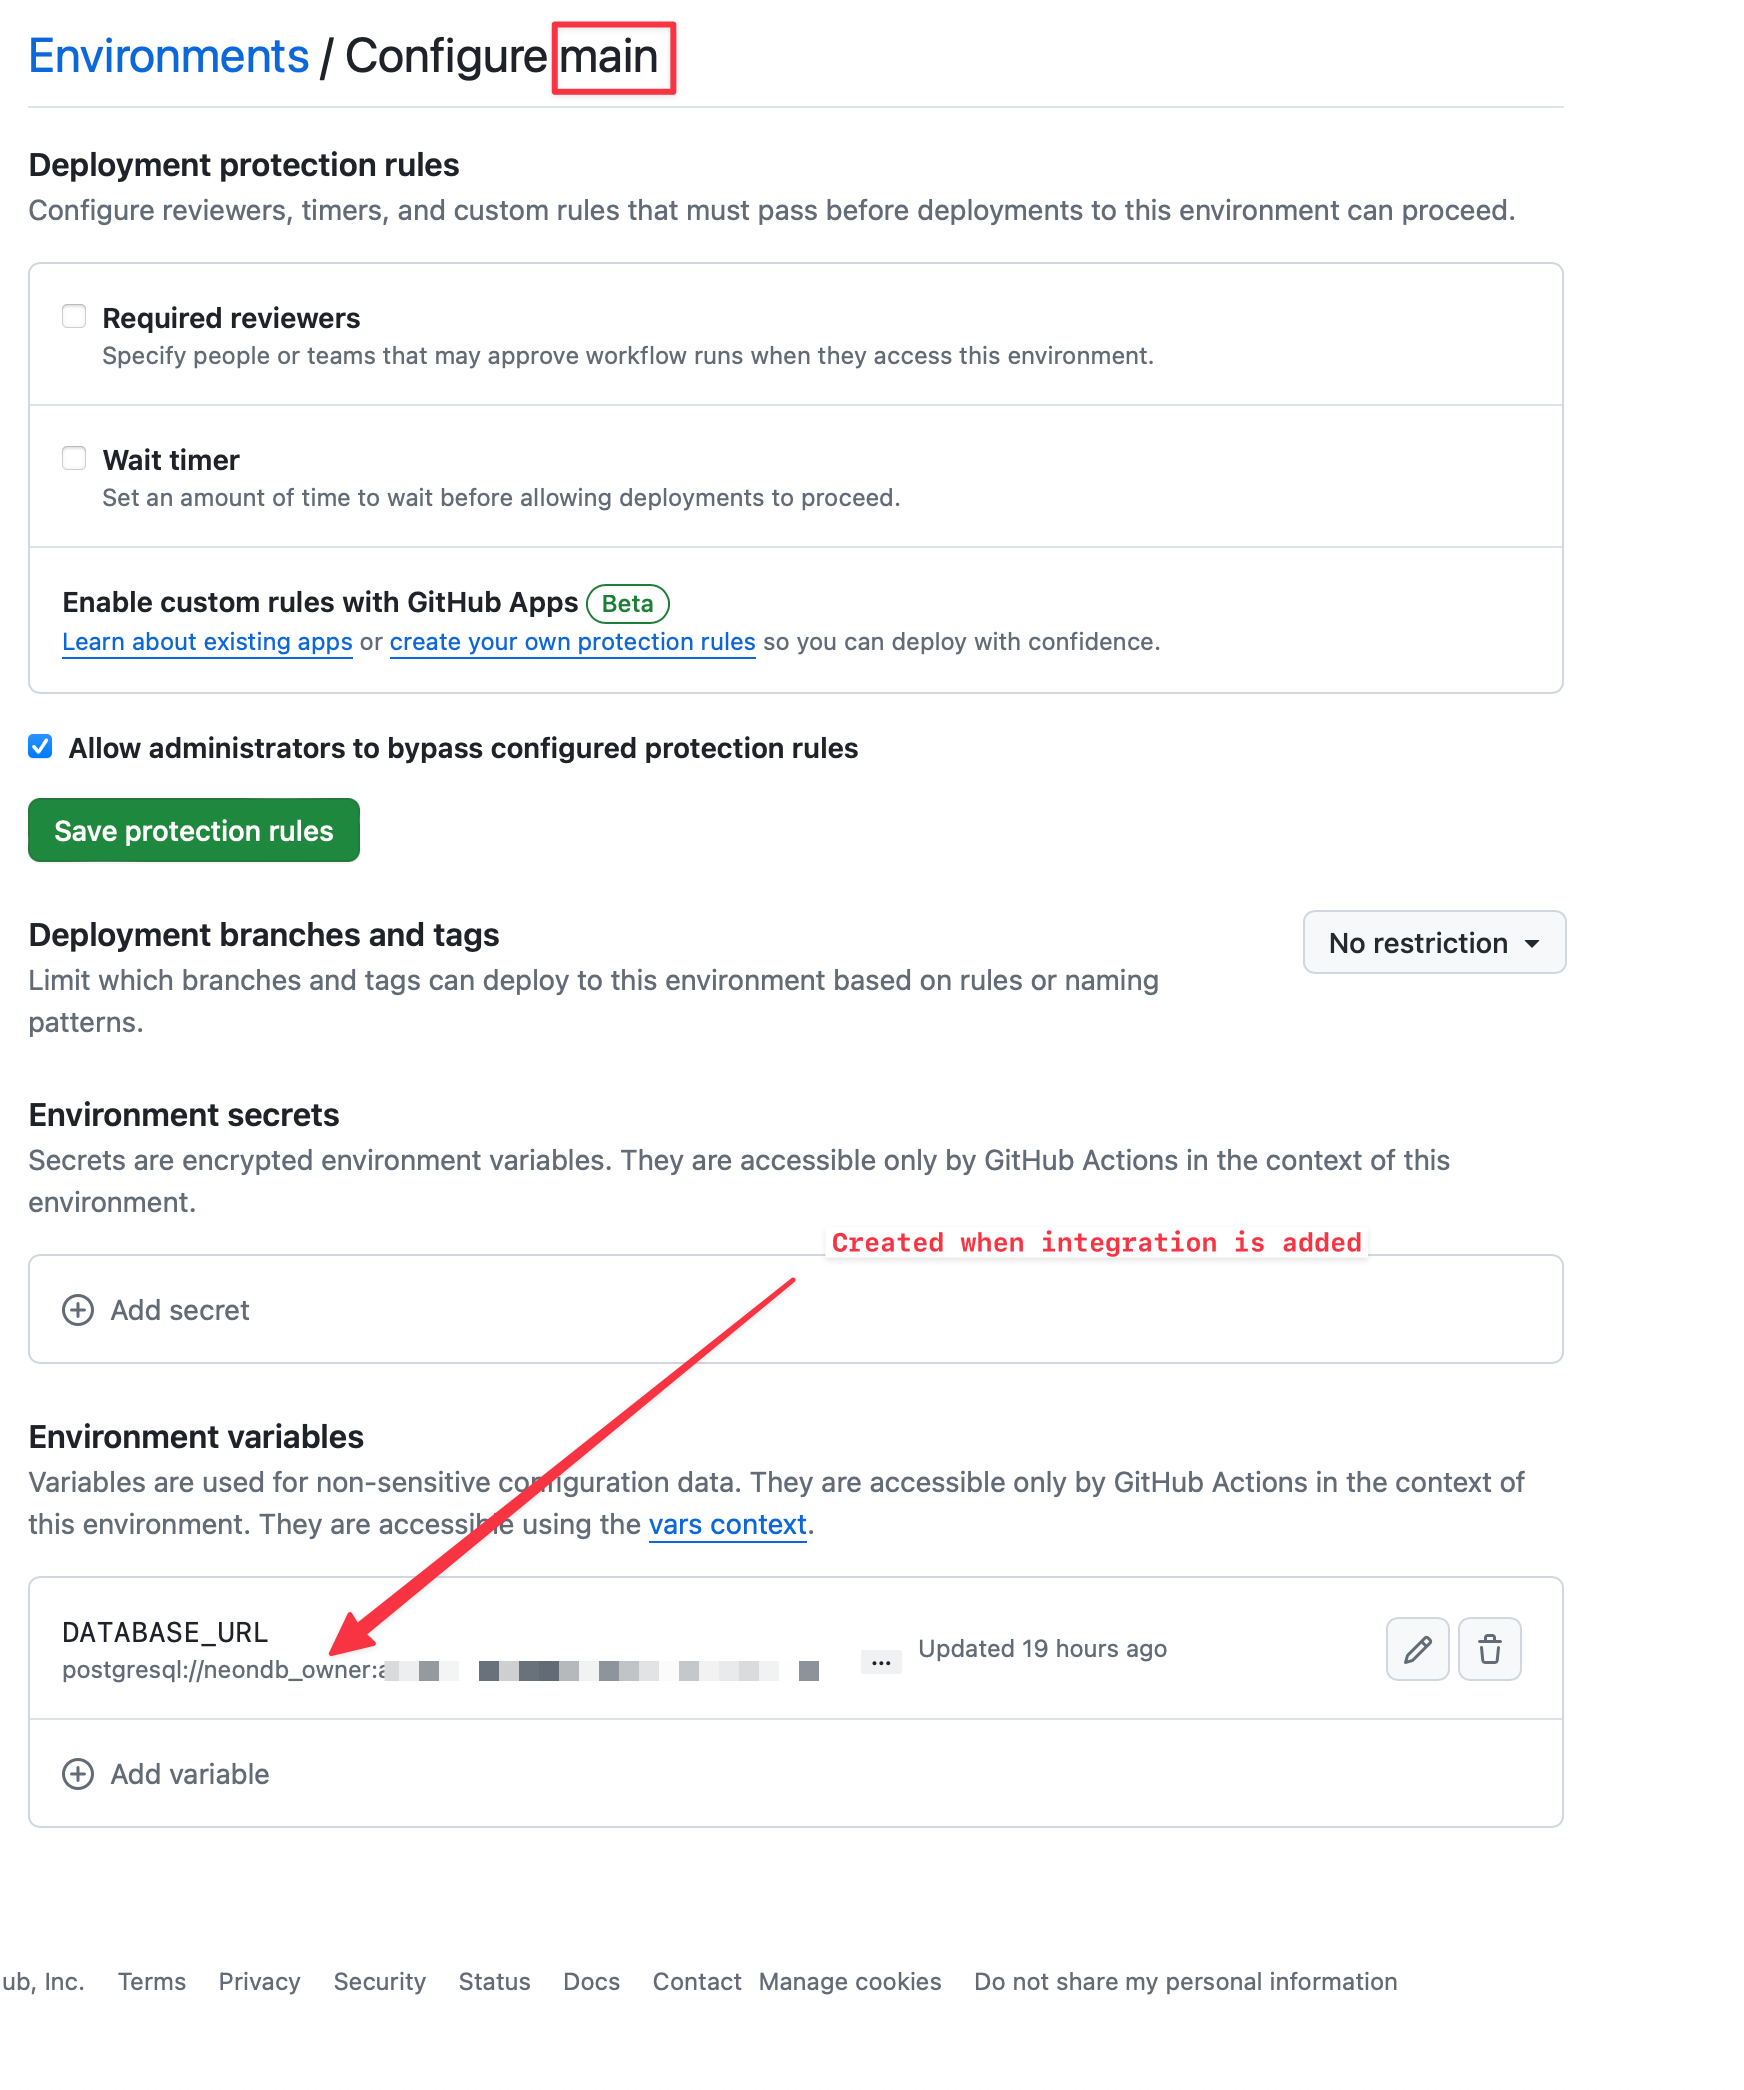 Environments / Configure main
Deployment protection rules
Configure reviewers, timers, and custom rules that must pass before deployments to this environment can proceed.
Required reviewers
Specify people or teams that may approve workflow runs when they access this environment.
Wait timer
Set an amount of time to wait before allowing deployments to proceed.
Enable custom rules with GitHub Apps Beta
Learn about existing apps or create your own protection rules so you can deploy with confidence.
Allow administrators to bypass configured protection rules
Save protection rules
Deployment branches and tags
No restriction
Limit which branches and tags can deploy to this environment based on rules or naming
patterns.
Environment secrets
Secrets are encrypted environment variables. They are accessible only by GitHub Actions in the context of this
environment.
Created when integration is added
Add secret
Environment variables
Variables are used for non-sensitive configuration data. They are accessible only by GitHub Actions in the context of
this environment. They are accessible using the vars context.
DATABASE_URL
postgresql://neondb_owner:a
... Updated 19 hours ago
Add variable
ub, Inc. Terms Privacy Security Status Docs Contact Manage cookies Do not share my personal information